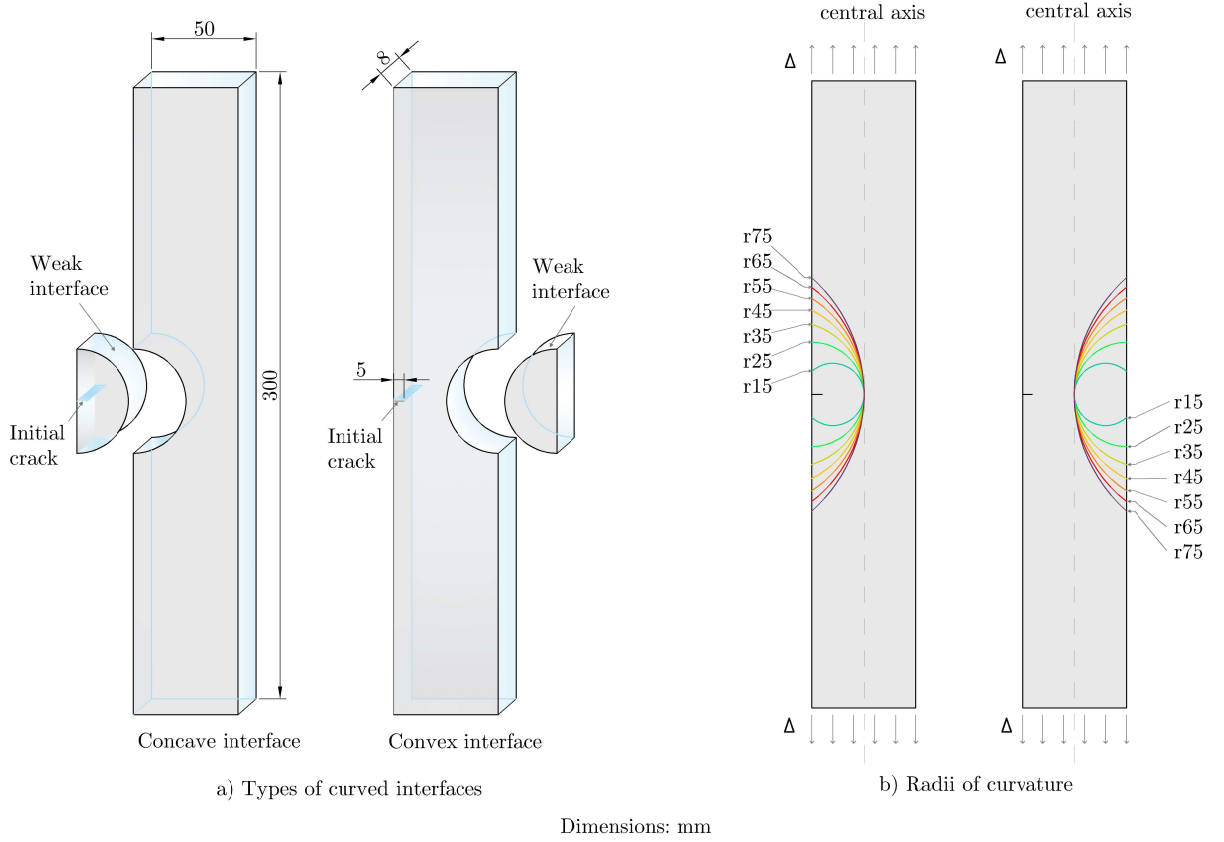 50
8
300
Weak
interface
Initial
crack
5
Weak
interface
Initial
crack
Concave interface
Convex interface
a) Types of curved interfaces
central axis
central axis
Δ
Δ
r75
r65
r55
r45
r35
r25
r15
r15
r25
r35
r45
r55
r65
r75
Δ
Δ
b) Radii of curvature
Dimensions: mm